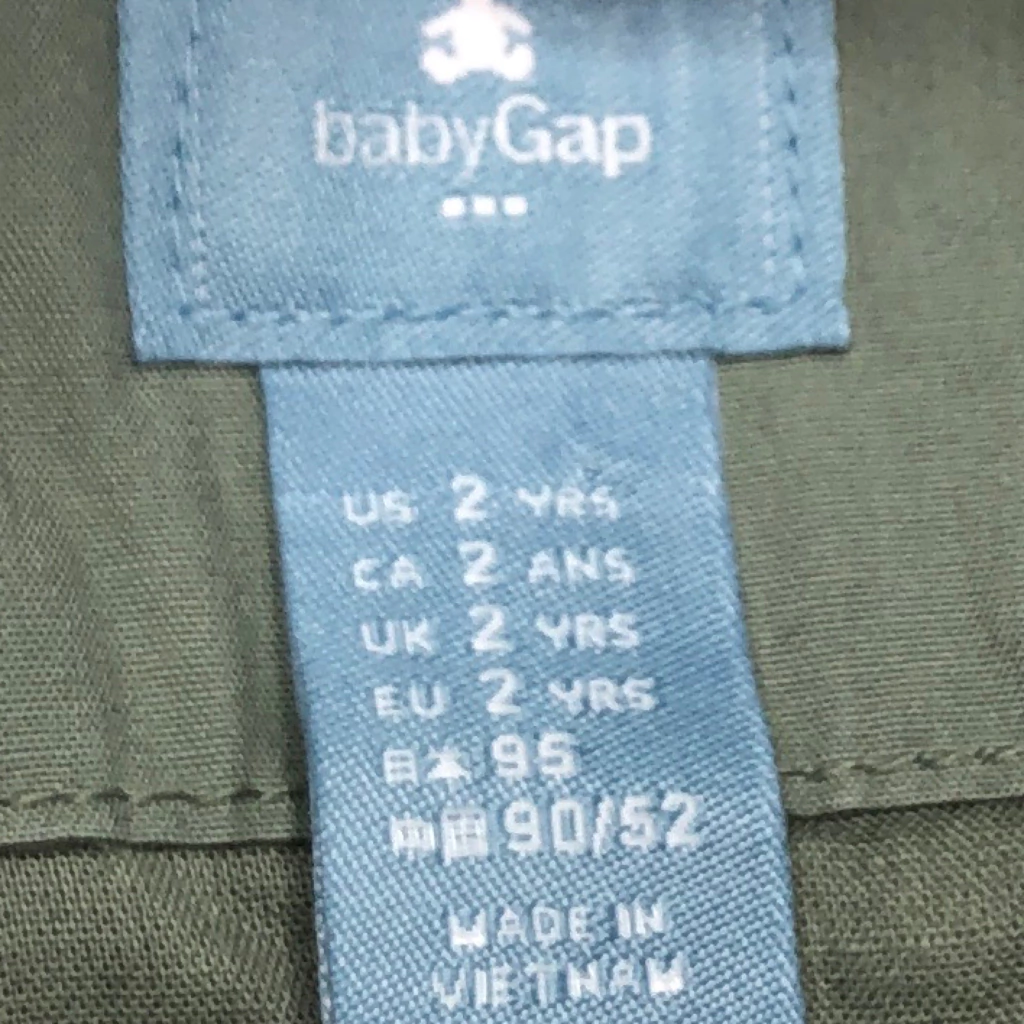 babyGap
US 2 YRS
CA 2 ANS
UK 2 YRS
EU 2 YRS
日本 95
中国 90/52
MADE IN
VIETNAM